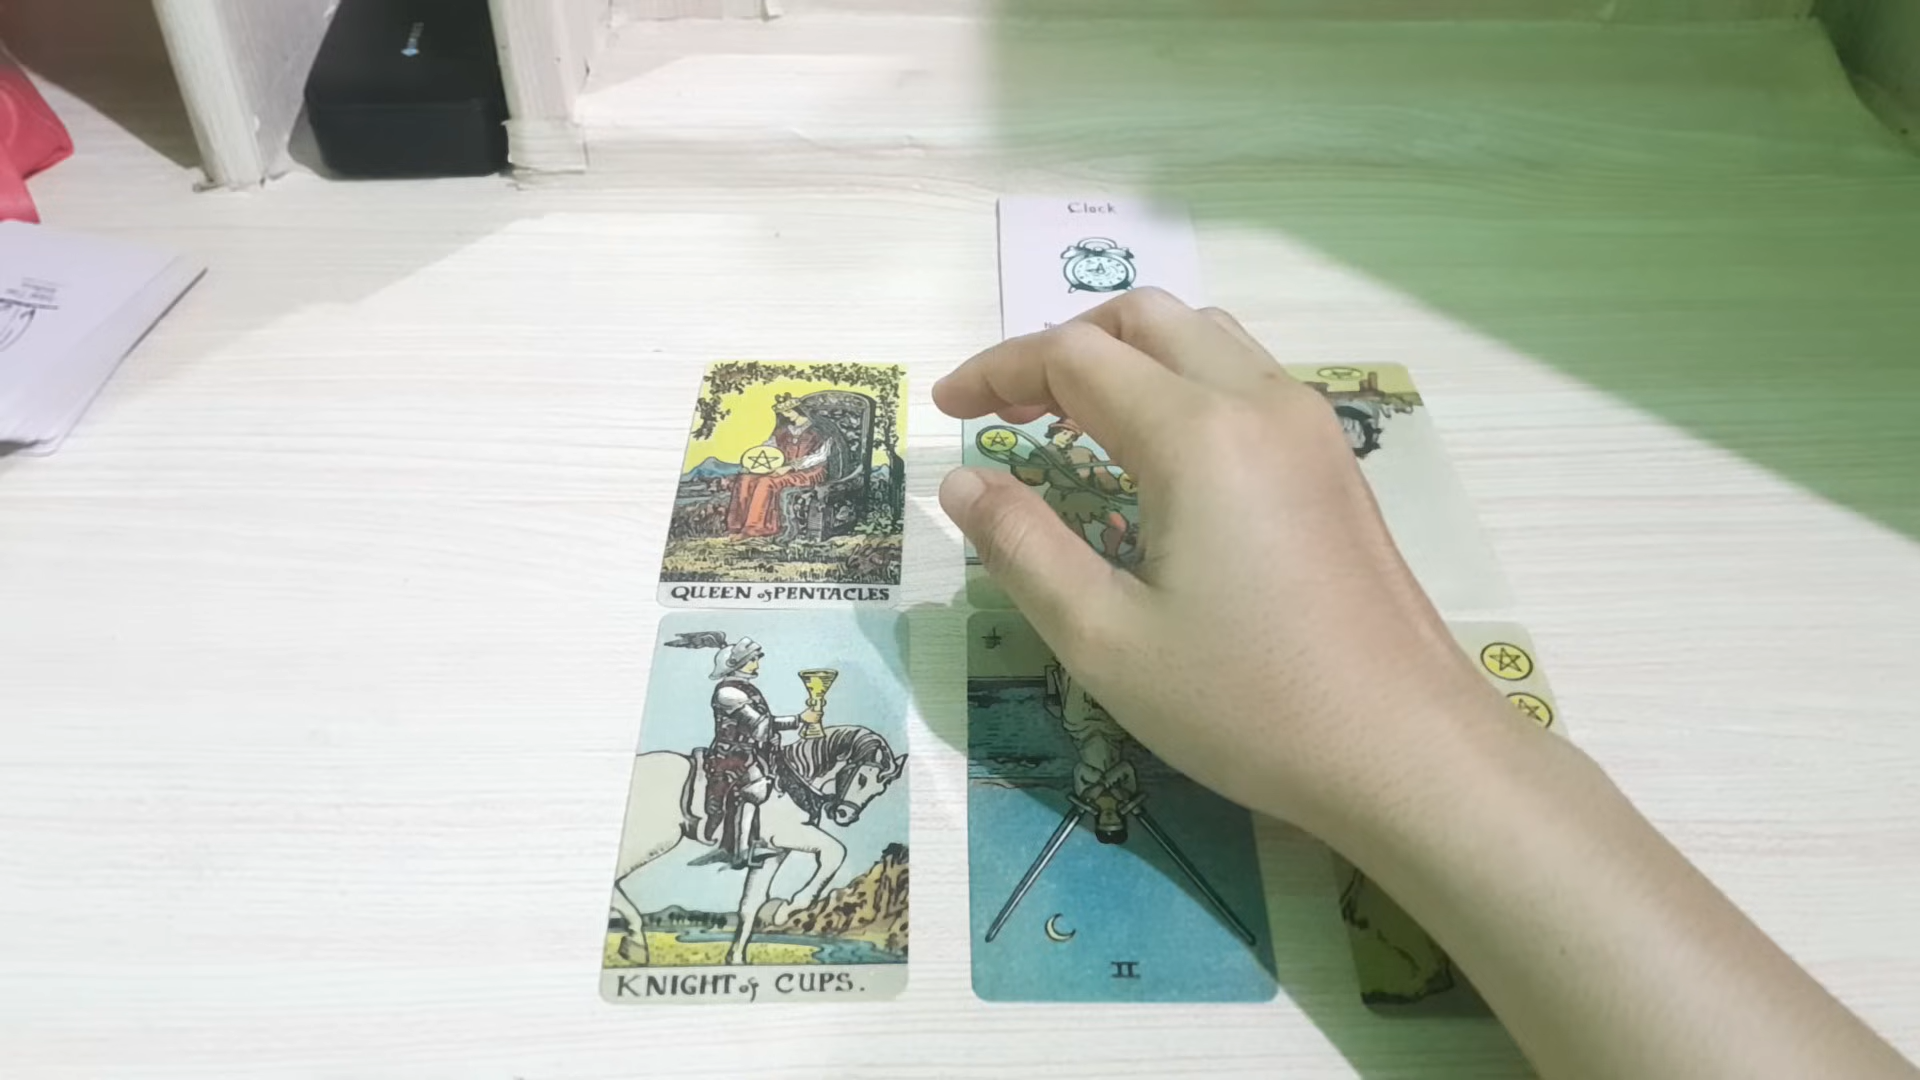 Clock
QUEEN of PENTACLES
KNIGHT of CUPS.
II